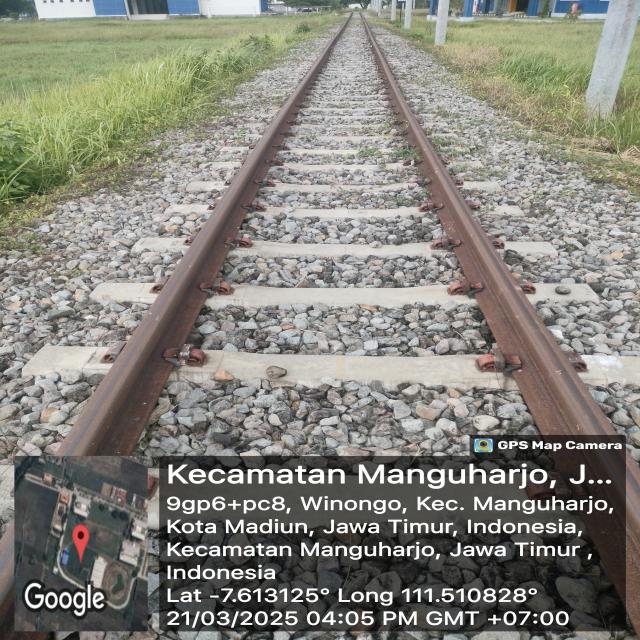 GPS Map Camera
Kecamatan Manguharjo, J...
9gp6+pc8, Winongo, Kec. Manguharjo,
Kota Madiun, Jawa Timur, Indonesia,
Kecamatan Manguharjo, Jawa Timur ,
Indonesia
Lat -7.613125° Long 111.510828°
21/03/2025 04:05 PM GMT +07:00
Google